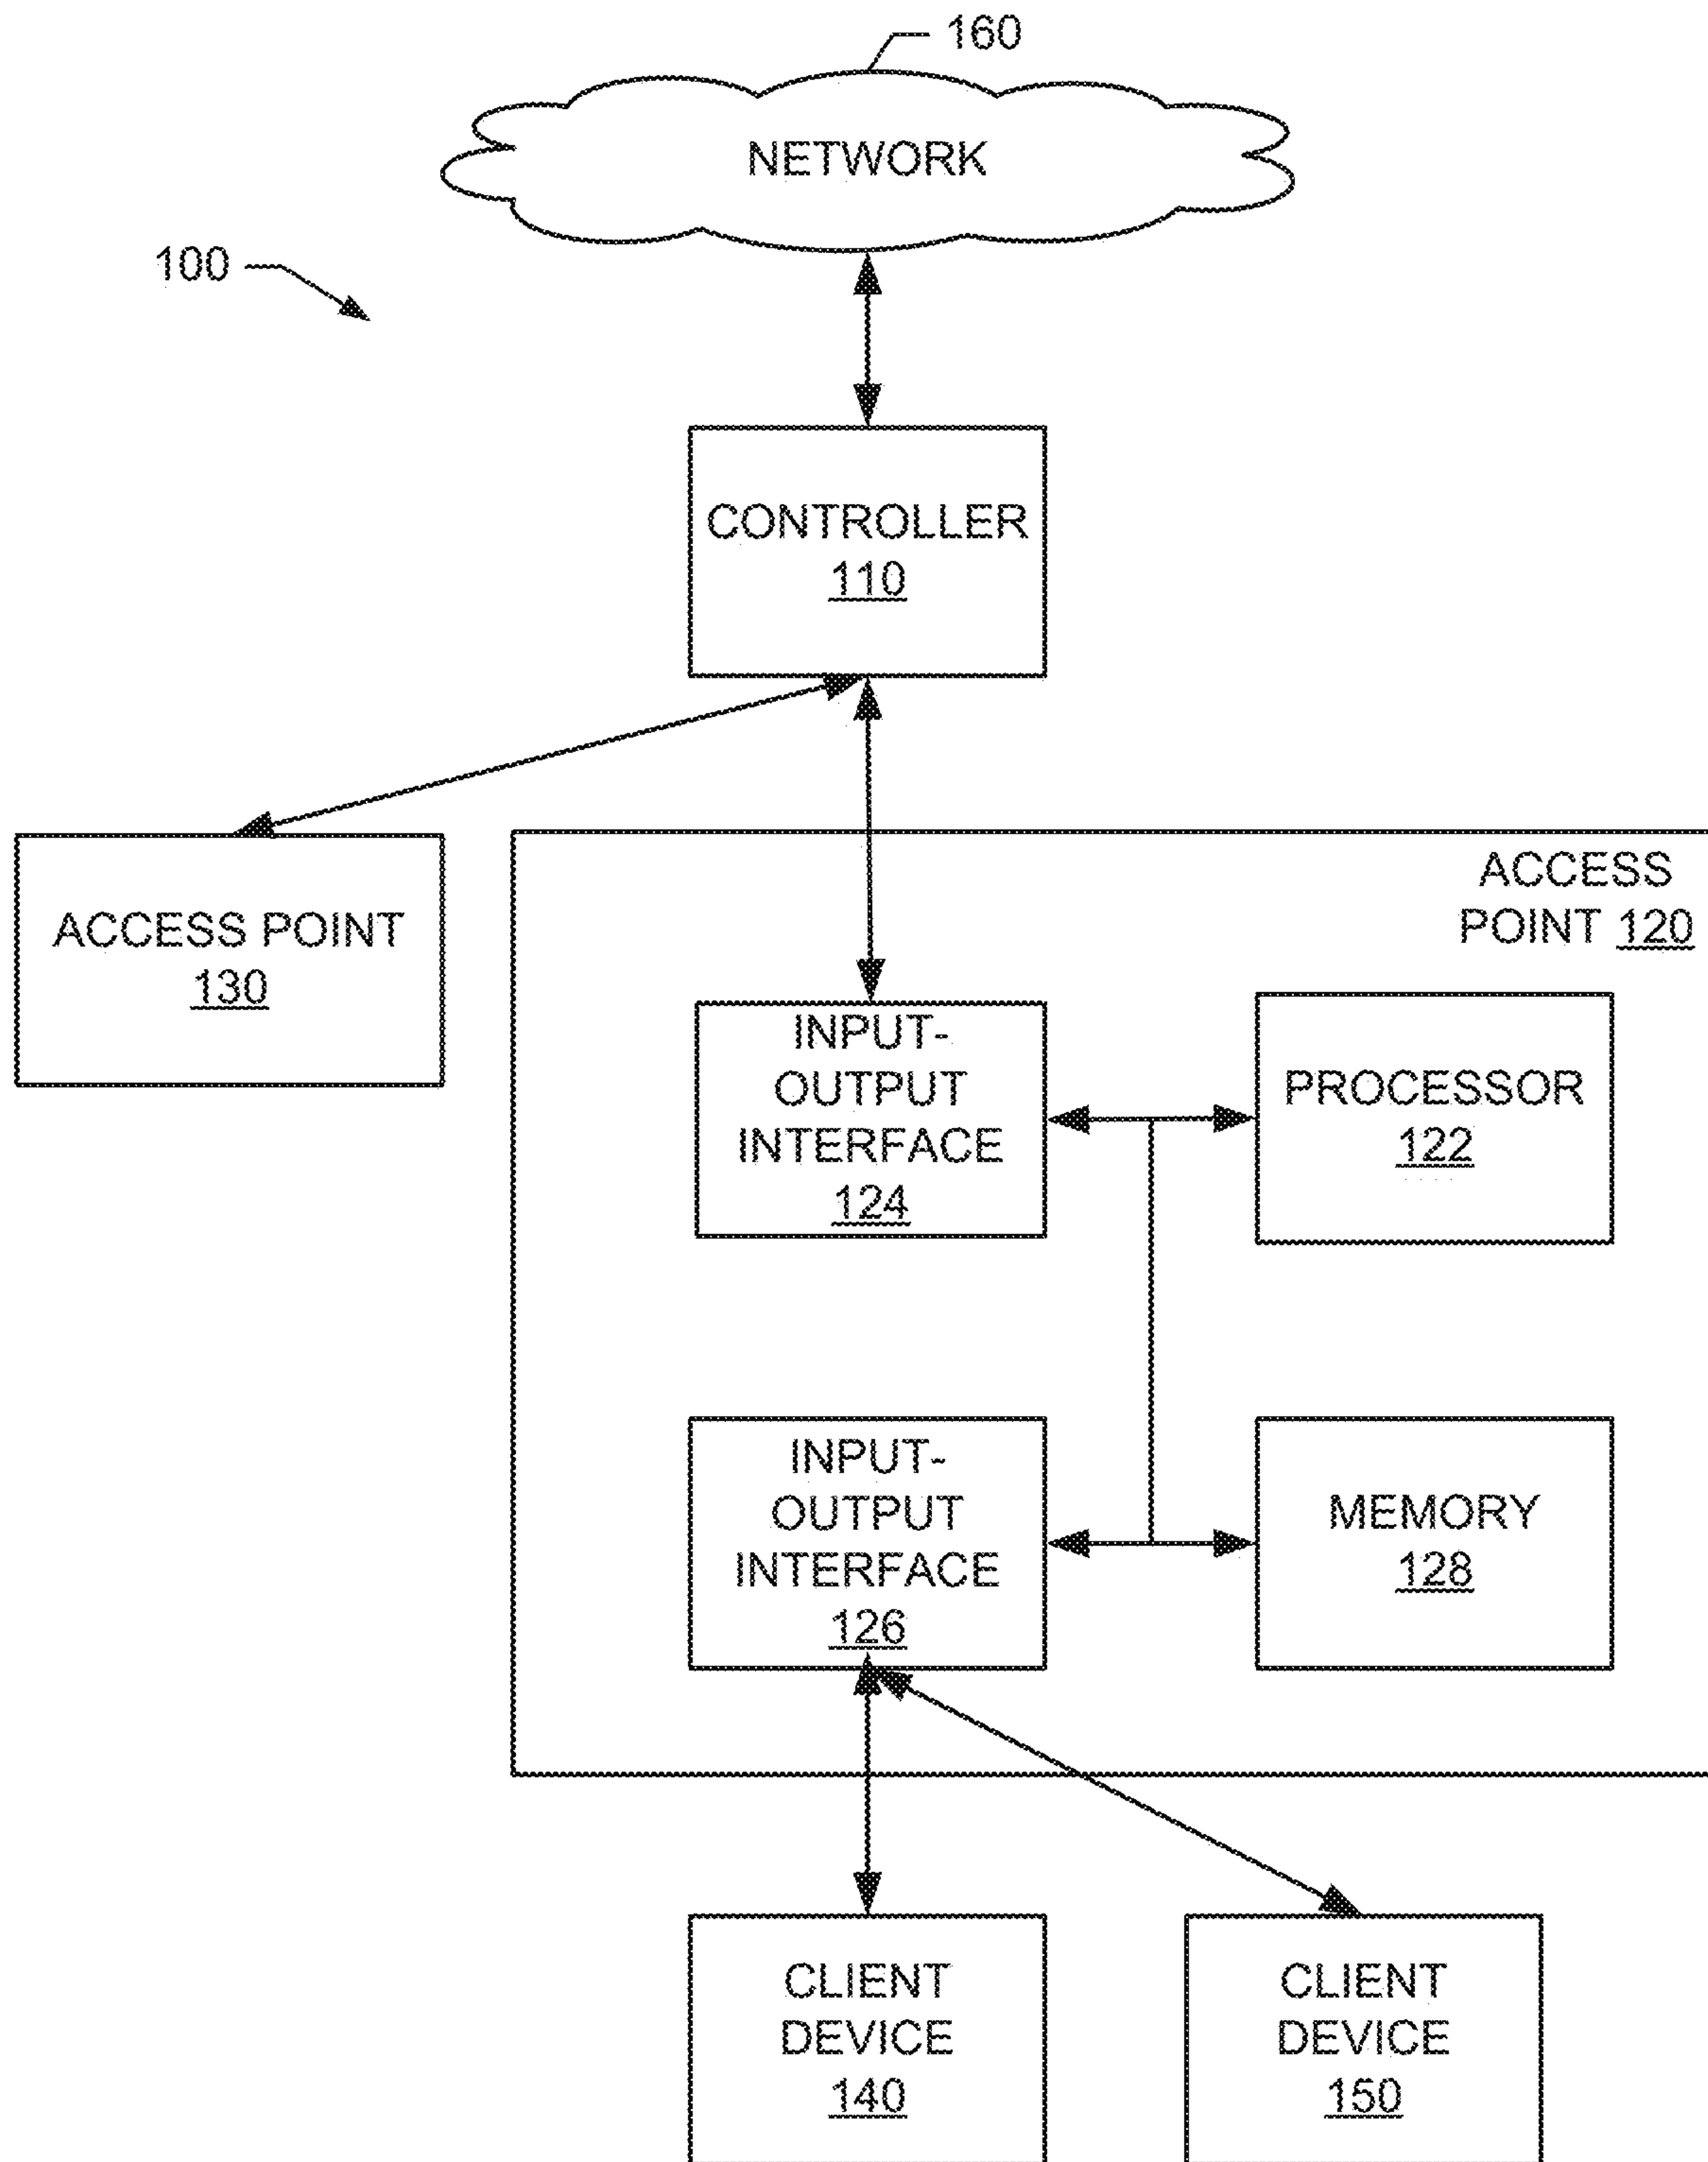 160
NETWORK
100
CONTROLLER
110
ACCESS POINT
130
ACCESS
POINT 120
INPUT-
OUTPUT
INTERFACE
124
PROCESSOR
122
INPUT-
OUTPUT
INTERFACE
126
MEMORY
128
CLIENT
DEVICE
140
CLIENT
DEVICE
150